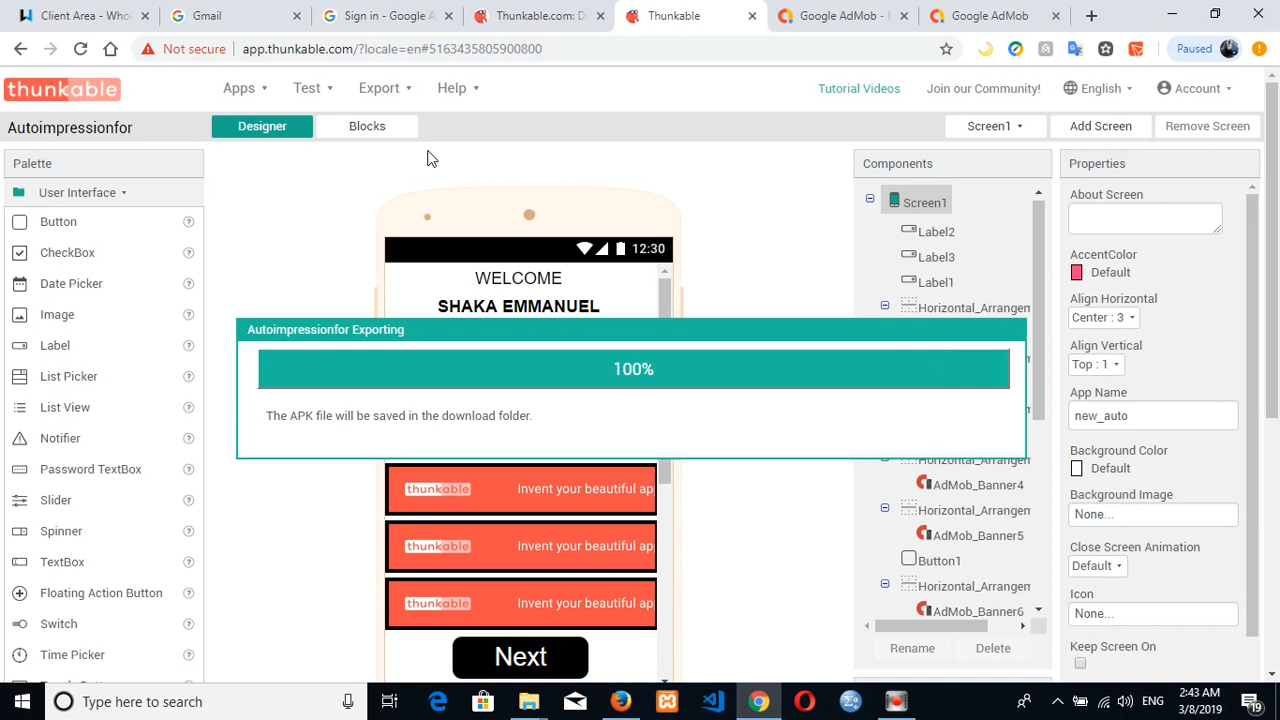 Client Area - Who
Gmail
Sign in - Google A
Thunkable.com: D
Thunkable
Google AdMob - N
Google AdMob
Not secure
app.thunkable.com/?locale=en#5163435805900800
Paused
thunkable
Apps
Test
Export
Help
Tutorial Videos
Join our Community!
English
Account
Autoimpressionfor
Designer
Blocks
Screen1
Add Screen
Remove Screen
Palette
User Interface
Button
CheckBox
Date Picker
Image
Label
List Picker
List View
Notifier
Password TextBox
Slider
Spinner
TextBox
Floating Action Button
Switch
Time Picker
12:30
WELCOME
SHAKA EMMANUEL
Autoimpressionfor Exporting
100%
The APK file will be saved in the download folder.
thunkable Invent your beautiful ap
thunkable Invent your beautiful ap
thunkable Invent your beautiful ap
Next
Components
Screen1
Label2
Label3
Label1
Horizontal_Arrangem
Horizontal_Arrangem
AdMob_Banner4
Horizontal_Arrangem
AdMob_Banner5
Button1
Horizontal_Arrangem
AdMob_Banner6
Rename
Delete
Properties
About Screen
AccentColor
Default
Align Horizontal
Center : 3
Align Vertical
Top : 1
App Name
new_auto
Background Color
Default
Background Image
None...
Close Screen Animation
Default
Icon
None...
Keep Screen On
Type here to search
ENG
3:43 AM
3/8/2019
19